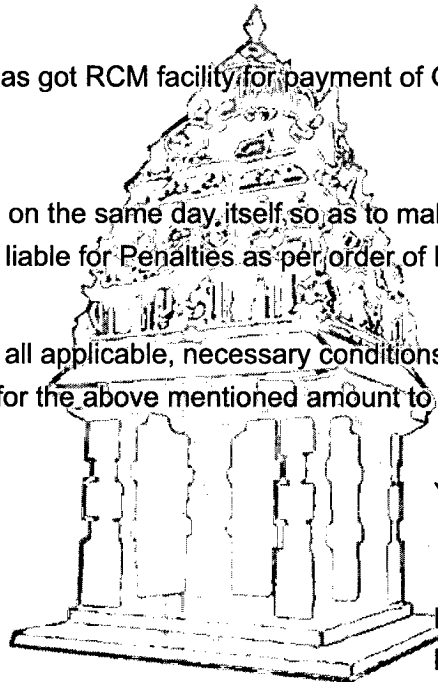 as got RCM facility for payment of
on the same day itself so as to mal
liable for Penalties as per order of
all applicable, necessary conditions
for the above mentioned amount to